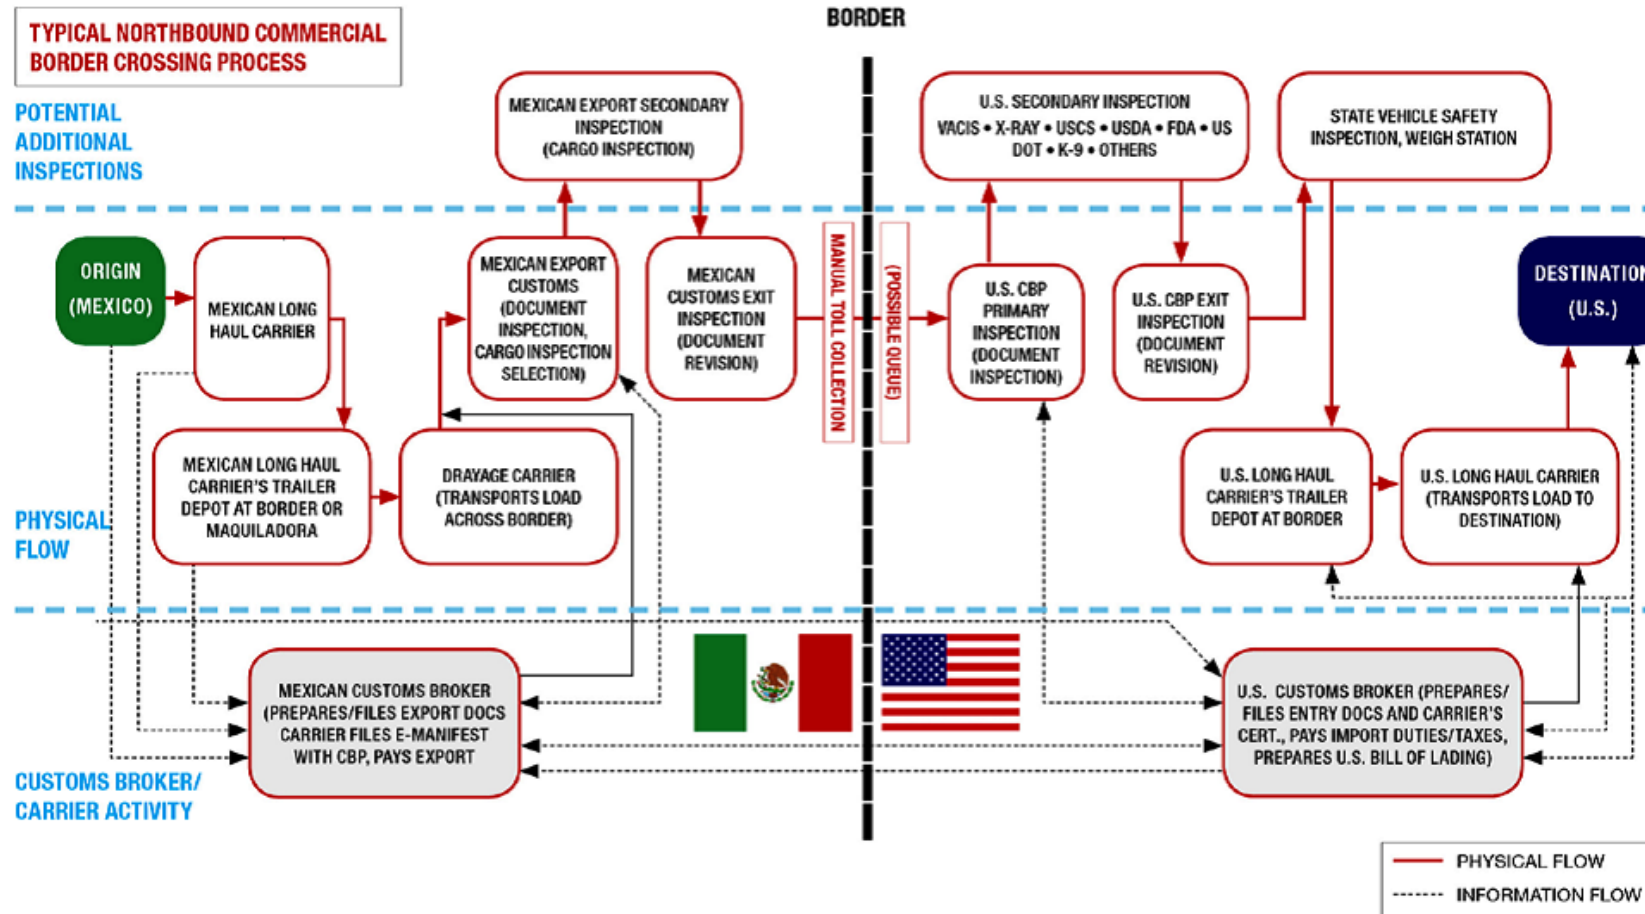 BORDER
TYPICAL NORTHBOUND COMMERCIAL
BORDER CROSSING PROCESS
POTENTIAL
ADDITIONAL
INSPECTIONS
MEXICAN EXPORT SECONDARY
INSPECTION
(CARGO INSPECTION)
U.S. SECONDARY INSPECTION
VACIS • X-RAY • USCS • USDA • FDA • US
DOT • K-9 • OTHERS
STATE VEHICLE SAFETY
INSPECTION, WEIGH STATION
ORIGIN
(MEXICO)
MEXICAN LONG
HAUL CARRIER
MEXICAN EXPORT
CUSTOMS
(DOCUMENT
INSPECTION,
CARGO INSPECTION
SELECTION)
MEXICAN
CUSTOMS EXIT
INSPECTION
(DOCUMENT
REVISION)
MANUAL TOLL COLLECTION
(POSSIBLE QUEUE)
U.S. CBP
PRIMARY
INSPECTION
(DOCUMENT
INSPECTION)
U.S. CBP EXIT
INSPECTION
(DOCUMENT
REVISION)
DESTINATION
(U.S.)
PHYSICAL
FLOW
MEXICAN LONG HAUL
CARRIER'S TRAILER
DEPOT AT BORDER OR
MAQUILADORA
DRAYAGE CARRIER
(TRANSPORTS LOAD
ACROSS BORDER)
U.S. LONG HAUL
CARRIER'S TRAILER
DEPOT AT BORDER
U.S. LONG HAUL CARRIER
(TRANSPORTS LOAD TO
DESTINATION)
CUSTOMS BROKER/
CARRIER ACTIVITY
MEXICAN CUSTOMS BROKER
(PREPARES/FILES EXPORT DOCS
CARRIER FILES E-MANIFEST
WITH CBP, PAYS EXPORT
U.S. CUSTOMS BROKER (PREPARES/
FILES ENTRY DOCS AND CARRIER'S
CERT., PAYS IMPORT DUTIES/TAXES,
PREPARES U.S. BILL OF LADING)
PHYSICAL FLOW
INFORMATION FLOW